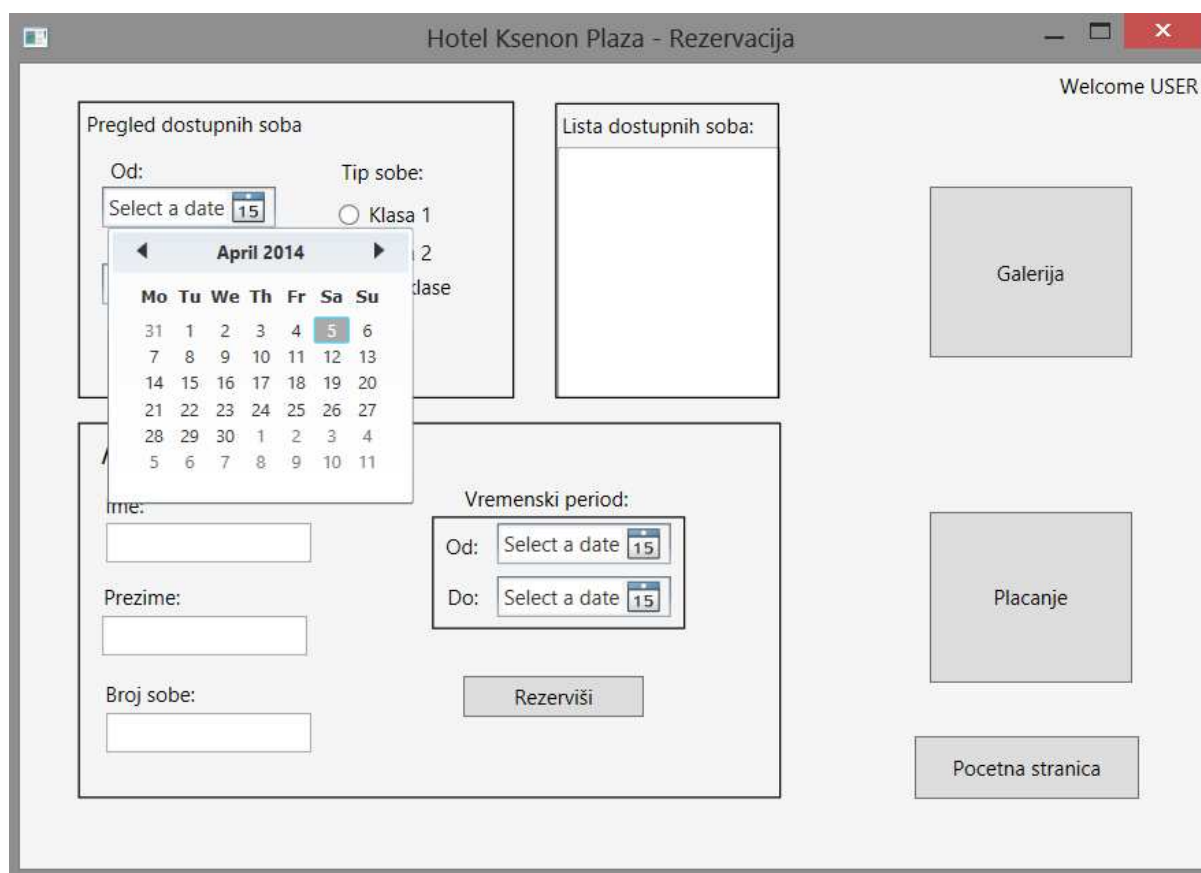 Hotel Ksenon Plaza - Rezervacija
Welcome USER
Pregled dostupnih soba
Od:
Select a date 15
Tip sobe:
Klasa 1
2
klase
April 2014
Mo Tu We Th Fr Sa Su
31 1 2 3 4 5 6
7 8 9 10 11 12 13
14 15 16 17 18 19 20
21 22 23 24 25 26 27
28 29 30 1 2 3 4
5 6 7 8 9 10 11
Lista dostupnih soba:
Galerija
Ime:
Prezime:
Broj sobe:
Vremenski period:
Od: Select a date 15
Do: Select a date 15
Rezerviši
Placanje
Pocetna stranica